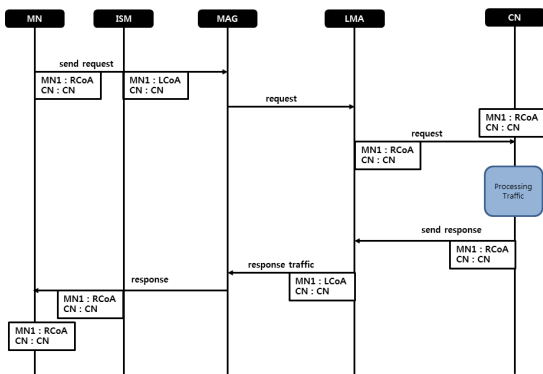 MN
ISM
MAG
LMA
CN
send request
MN1 : RCoA
CN : CN
MN1 : LCoA
CN : CN
request
MN1 : RCoA
CN : CN
request
MN1 : RCoA
CN : CN
Processing
Traffic
send response
MN1 : RCoA
CN : CN
response traffic
MN1 : LCoA
CN : CN
response
MN1 : RCoA
CN : CN
MN1 : RCoA
CN : CN